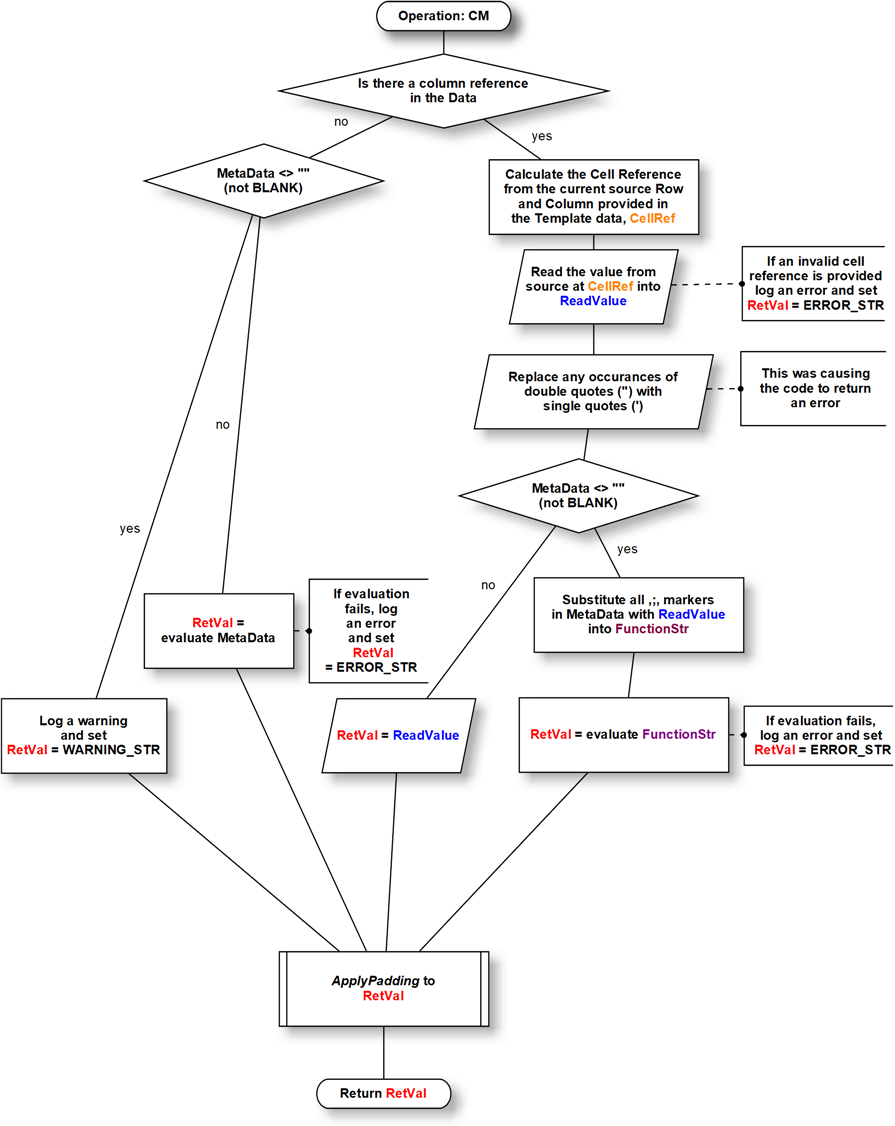 Operation: CM
Is there a column reference
in the Data
no
yes
MetaData <> ""
(not BLANK)
Calculate the Cell Reference
from the current source Row
and Column provided in
the Template data, CellRef
Read the value from
source at CellRef into
ReadValue
If an invalid cell
reference is provided
log an error and set
RetVal = ERROR_STR
Replace any occurances of
double quotes (") with
single quotes (')
This was causing
the code to return
an error
no
yes
MetaData <> ""
(not BLANK)
no
yes
RetVal =
evaluate MetaData
If evaluation
fails, log
an error
and set
RetVal
= ERROR_STR
Substitute all ,;, markers
in MetaData with ReadValue
into FunctionStr
Log a warning
and set
RetVal = WARNING_STR
RetVal = ReadValue
RetVal = evaluate FunctionStr
If evaluation fails,
log an error and set
RetVal = ERROR_STR
ApplyPadding to
RetVal
Return RetVal